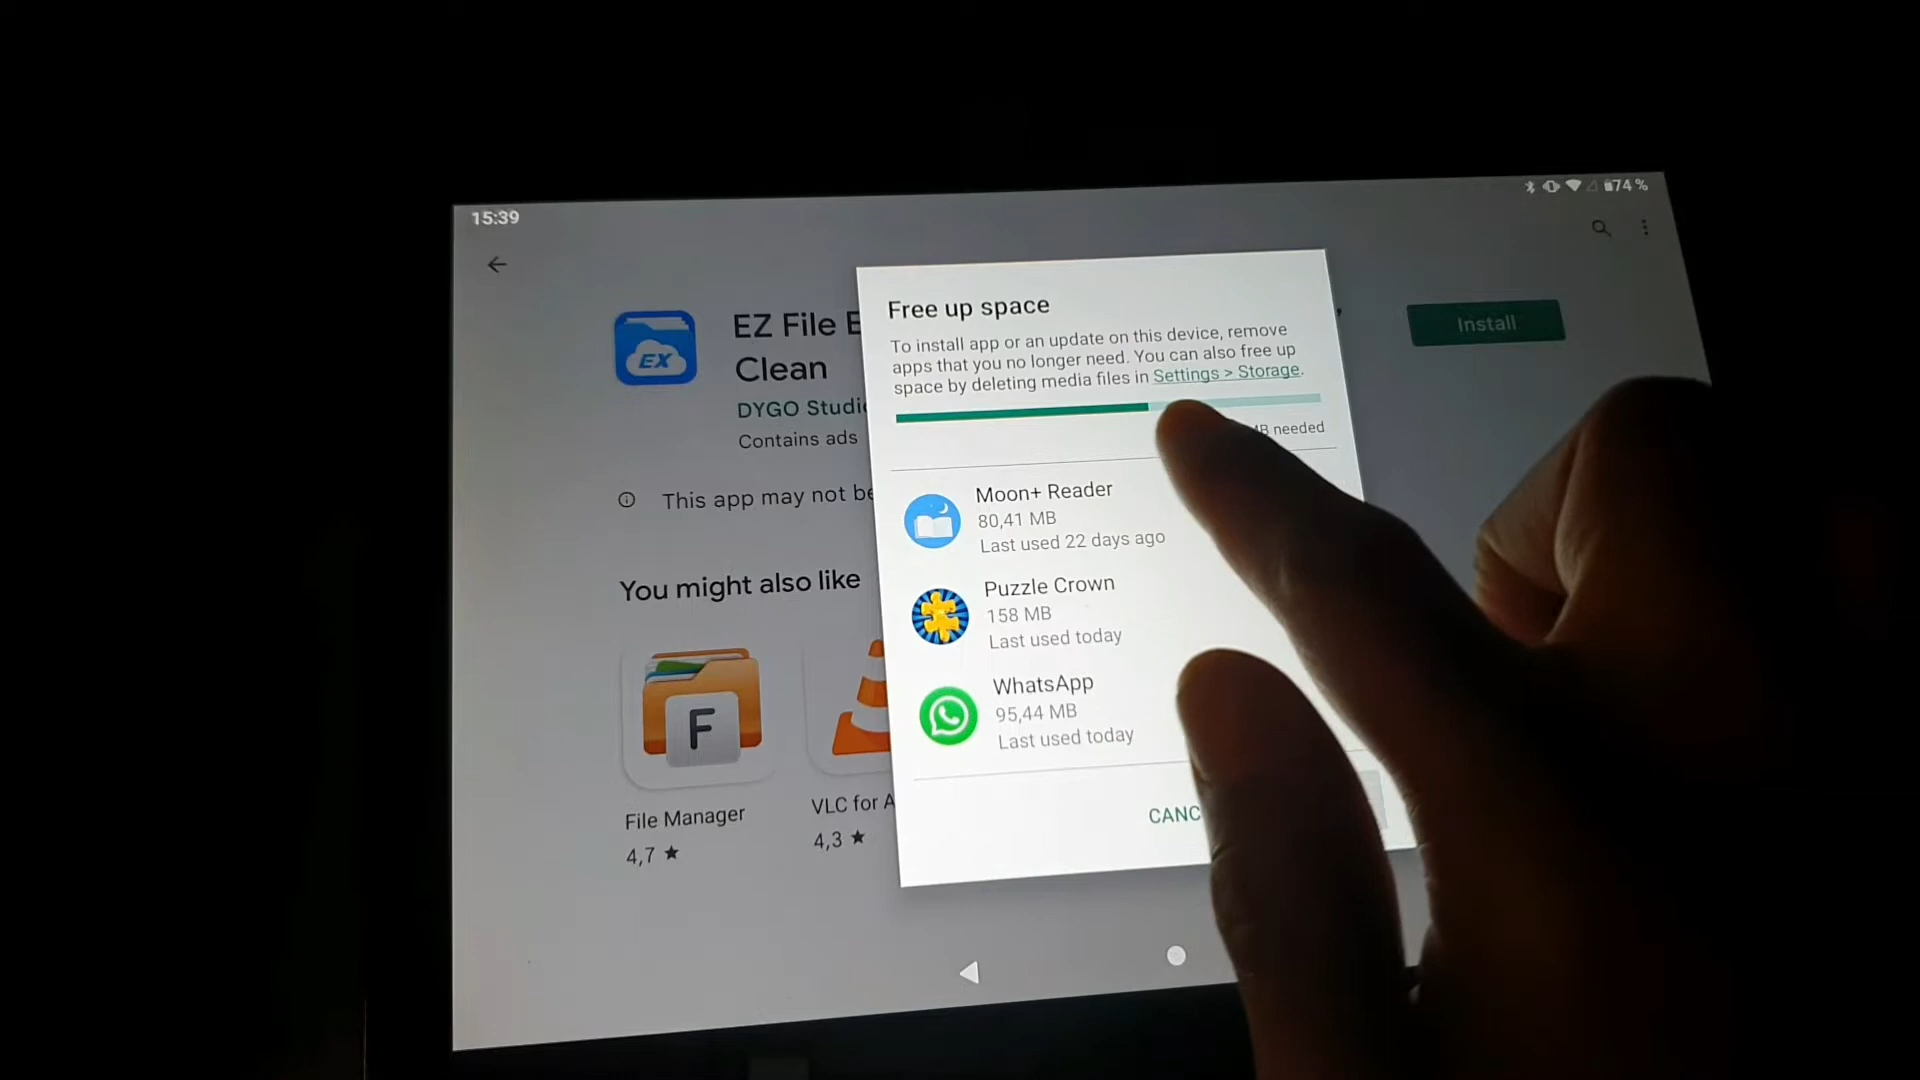 15:39
74 %
EZ File
Clean
DYGO
Contains ads
This app may not
You might also like
F
File Manager
4,7 ★
VLC for
4,3 ★
EX
Install
Free up space
To install app or an update on this device, remove
apps that you no longer need. You can also free up
space by deleting media files in Settings > Storage.
needed
Moon+ Reader
80,41 MB
Last used 22 days ago
Puzzle Crown
158 MB
Last used today
WhatsApp
95,44 MB
Last used today